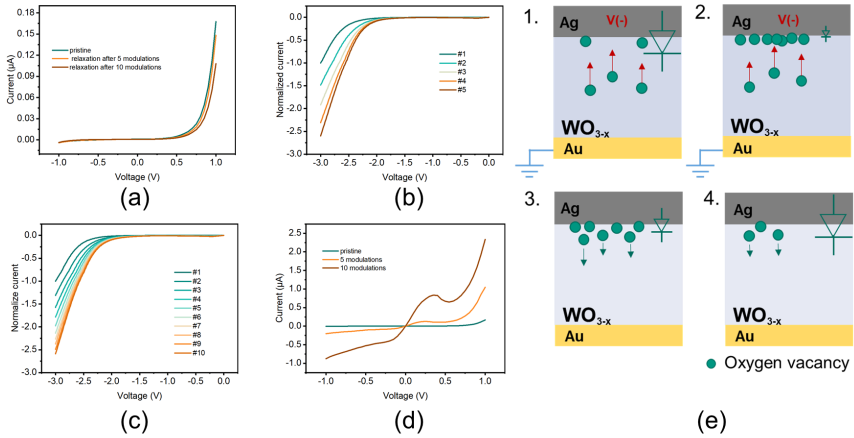 0.18
0.15
0.12
0.09
0.06
0.03
0.00
Current (µA)
pristine
relaxation after 5 modulations
relaxation after 10 modulations
-1.0 -0.5 0.0 0.5 1.0
Voltage (V)
(a)
0.0
-0.5
-1.0
-1.5
-2.0
-2.5
-3.0
Normalized current
#1
#2
#3
#4
#5
-3.0 -2.5 -2.0 -1.5 -1.0 -0.5 0.0
Voltage (V)
(b)
0.0
-0.5
-1.0
-1.5
-2.0
-2.5
-3.0
Normalize current
#1
#2
#3
#4
#5
#6
#7
#8
#9
#10
-3.0 -2.5 -2.0 -1.5 -1.0 -0.5 0.0
Voltage (V)
(c)
2.5
2.0
1.5
1.0
0.5
0.0
-0.5
-1.0
Current (µA)
pristine
5 modulations
10 modulations
-1.0 -0.5 0.0 0.5 1.0
Voltage (V)
(d)
1.
Ag V(-)
WO3-x
Au
2.
Ag V(-)
WO3-x
Au
3.
Ag
WO3-x
Au
4.
Ag
WO3-x
Au
Oxygen vacancy
(e)